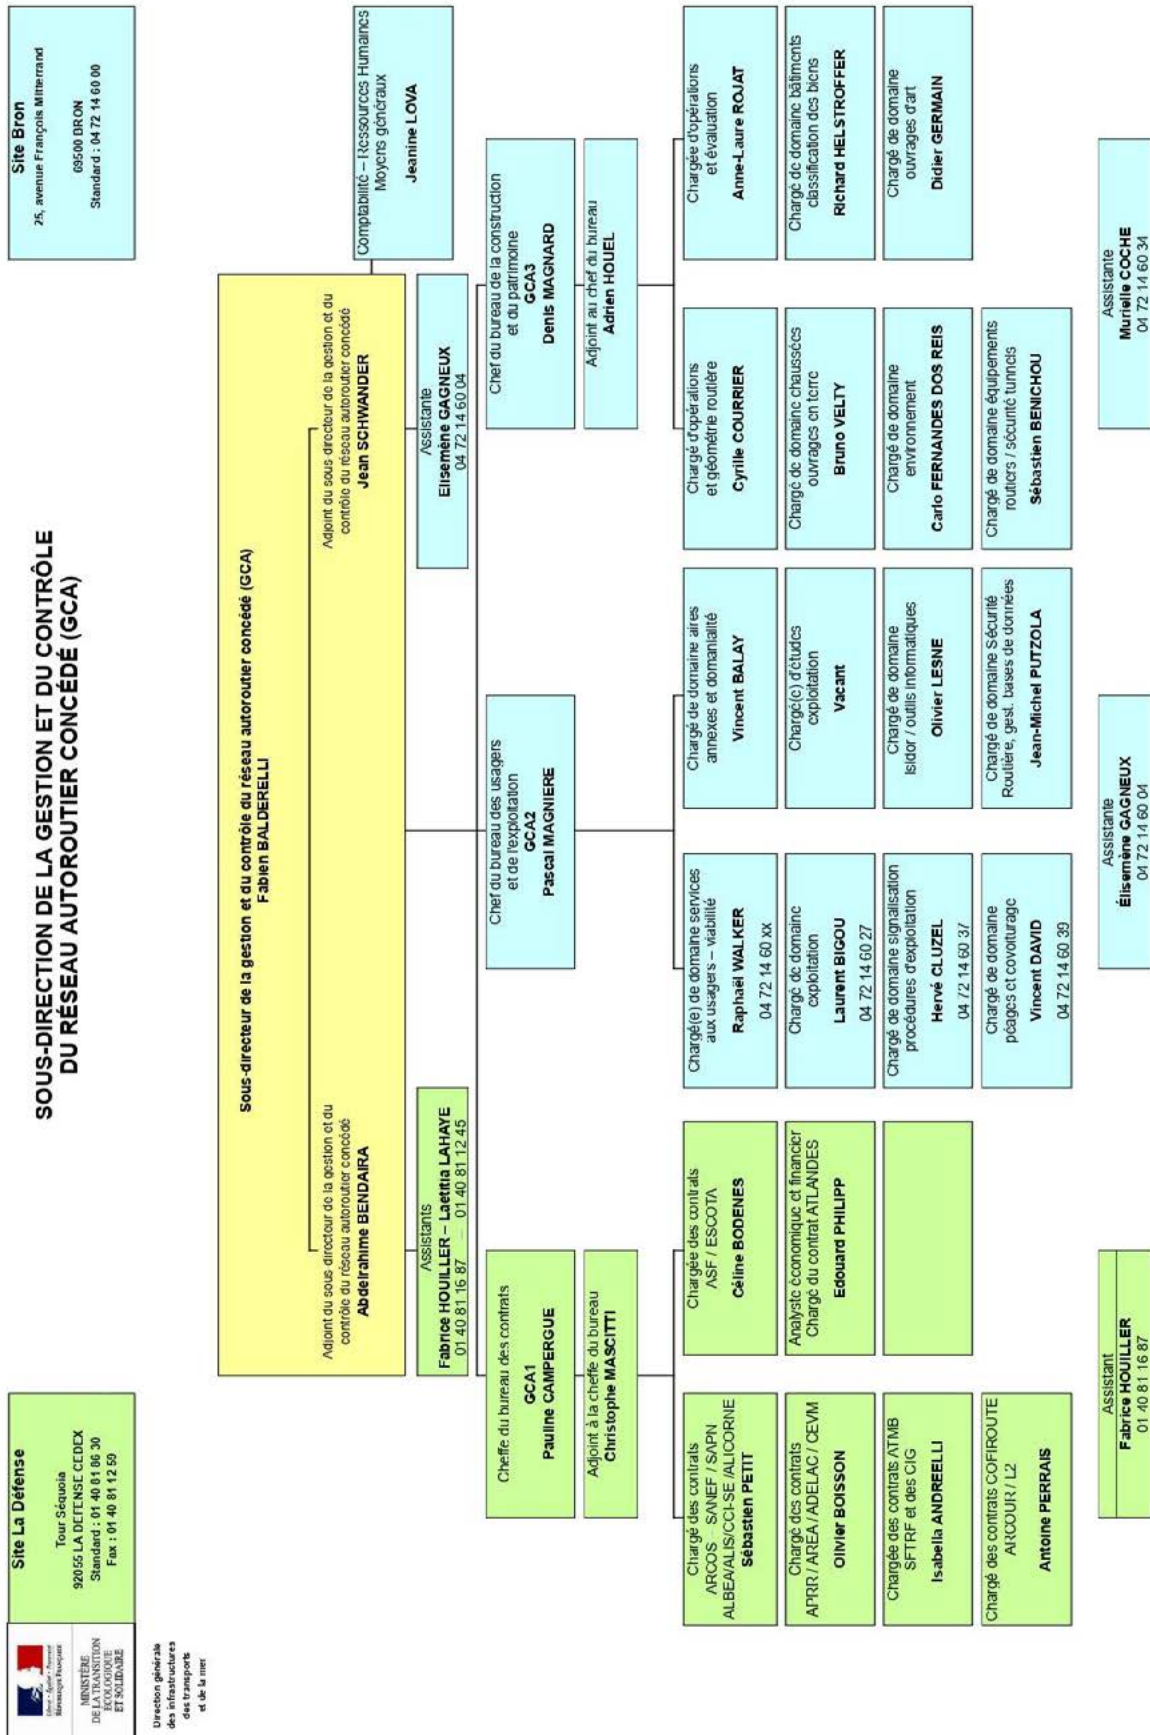 Liberté • Égalité • Fraternité
RÉPUBLIQUE FRANÇAISE
MINISTÈRE
DE LA TRANSITION
ÉCOLOGIQUE
ET SOLIDAIRE
Direction générale
des infrastructures
des transports
et de la mer
Site La Défense
Tour Séquoia
92055 LA DEFENSE CEDEX
Standard : 01 40 81 86 30
Fax : 01 40 81 12 59
SOUS-DIRECTION DE LA GESTION ET DU CONTRÔLE
DU RÉSEAU AUTOROUTIER CONCÉDÉ (GCA)
Site Bron
25, avenue François Mitterrand
69500 BRON
Standard : 04 72 14 60 00
Sous-directeur de la gestion et du contrôle du réseau autoroutier concédé (GCA)
Fabien BALDERELLI
Adjoint du sous directeur de la gestion et du
contrôle du réseau autoroutier concédé
Abdelrahime BENDAIRA
Adjoint du sous directeur de la gestion et du
contrôle du réseau autoroutier concédé
Jean SCHWANDER
Comptabilité – Ressources Humaines
Moyens généraux
Jeanine LOVA
Assistants
Fabrice HOUILLER – Laetitia LAHAYE
01 40 81 16 87 – 01 40 81 12 45
Assistante
Elisemène GAGNEUX
04 72 14 60 04
Cheffe du bureau des contrats
GCA1
Pauline CAMPERGUE
Adjoint à la cheffe du bureau
Christophe MASCITTI
Chef du bureau des usagers
et de l'exploitation
GCA2
Pascal MAGNIERE
Chef du bureau de la construction
et du patrimoine
GCA3
Denis MAGNARD
Adjoint au chef du bureau
Adrien HOUEL
Chargé des contrats
ARCOS - SANEF / SAPN
ALBEA/ALIS/CCI-SE /ALICORNE
Sébastien PETIT
Chargée des contrats
ASF / ESCOTA
Céline BODENES
Chargé(e) de domaine services
aux usagers – viabilité
Raphaël WALKER
04 72 14 60 xx
Chargé de domaine aires
annexes et domanialité
Vincent BALAY
Chargé d'opérations
et géométrie routière
Cyrille COURRIER
Chargée d'opérations
et évaluation
Anne-Laure ROJAT
Chargé des contrats
APRR / AREA / ADELAC / CEVM
Olivier BOISSON
Analyste économique et financier
Chargé du contrat ATLANDES
Edouard PHILIPP
Chargé de domaine
exploitation
Laurent BIGOU
04 72 14 60 27
Chargé(e) d'études
exploitation
Vacant
Chargé de domaine chaussées
ouvrages en terre
Bruno VELTY
Chargé de domaine bâtiments
classification des biens
Richard HELSTROFFER
Chargée des contrats ATMB
SFTRF et des CIG
Isabella ANDREELLI
Chargé de domaine signalisation
procédures d'exploitation
Hervé CLUZEL
04 72 14 60 37
Chargé de domaine
Isidor / outils informatiques
Olivier LESNE
Chargé de domaine
environnement
Carlo FERNANDES DOS REIS
Chargé de domaine
ouvrages d'art
Didier GERMAIN
Chargé des contrats COFIROUTE
ARCOUR / L2
Antoine PERRAIS
Chargé de domaine
péages et covoiturage
Vincent DAVID
04 72 14 60 39
Chargé de domaine Sécurité
Routière, gest. bases de données
Jean-Michel PUTZOLA
Chargé de domaine équipements
routiers / sécurité tunnels
Sébastien BENICHOU
Assistant
Fabrice HOUILLER
01 40 81 16 87
Assistante
Élisemène GAGNEUX
04 72 14 60 04
Assistante
Murielle COCHE
04 72 14 60 34